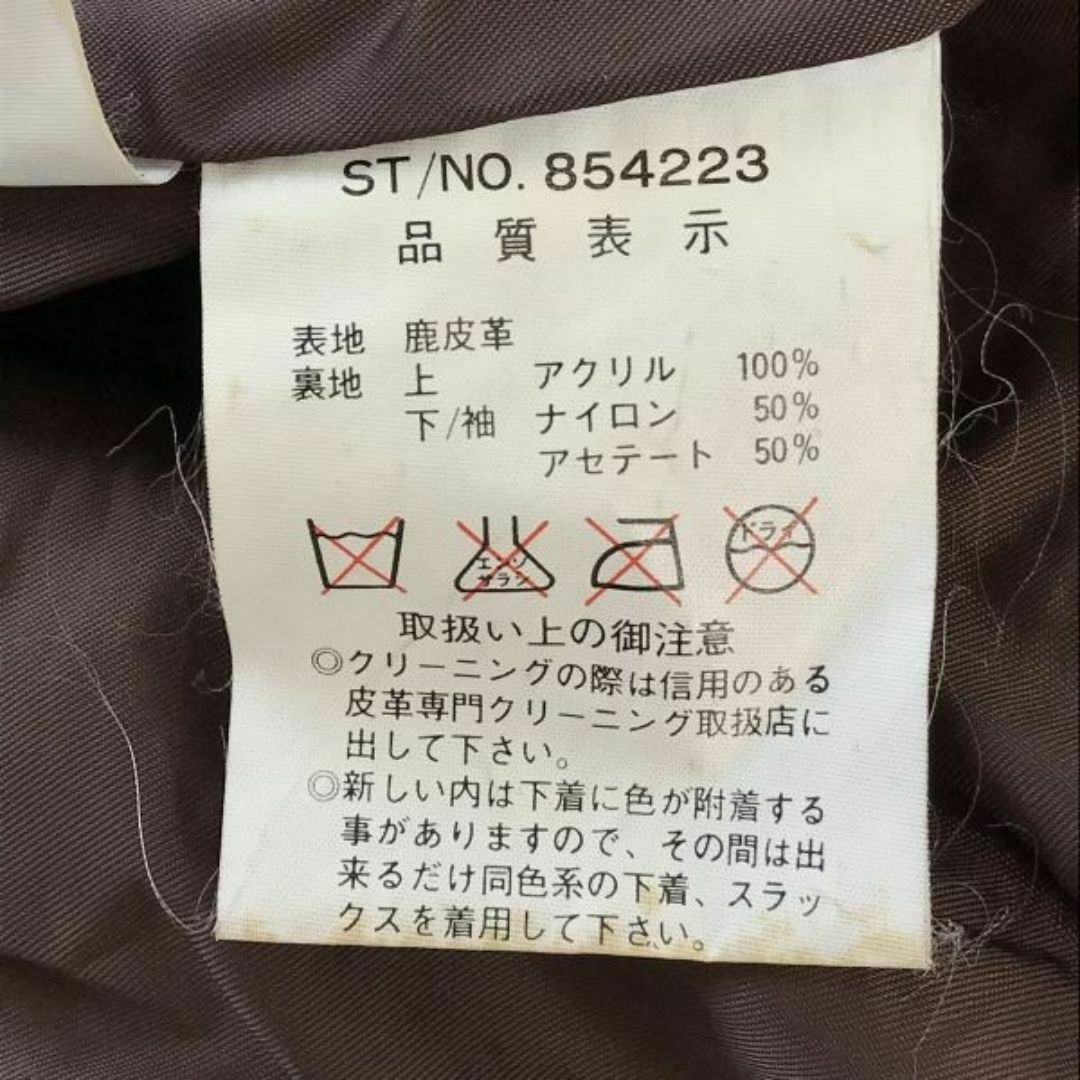 ST/NO. 854223
品質表示
表地 鹿皮革
裏地 上 アクリル 100%
下/袖 ナイロン 50%
アセテート 50%
エンソ ドライ
サラシ
取扱い上の御注意
◎クリーニングの際は信用のある
皮革専門クリーニング取扱店に
出して下さい。
◎新しい内は下着に色が附着する
事がありますので、その間は出
来るだけ同色系の下着、スラッ
クスを着用して下さい。